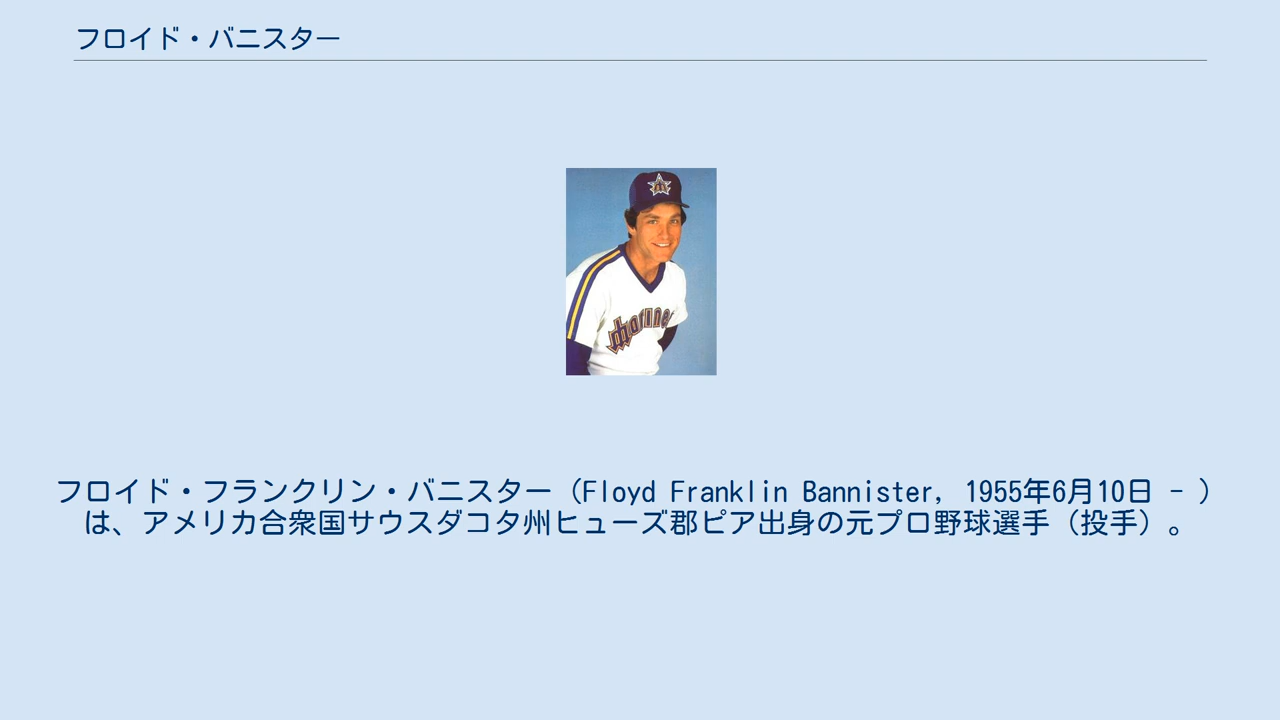 フロイド・バニスター
mariner
フロイド・フランクリン・バニスター（Floyd Franklin Bannister, 1955年6月10日 - ）
は、アメリカ合衆国サウスダコタ州ヒューズ郡ピア出身の元プロ野球選手（投手）。